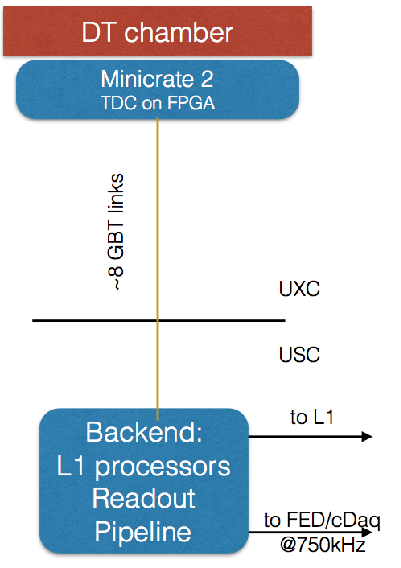 DT chamber
Minicrate 2
TDC on FPGA
~8 GBT links
UXC
USC
Backend:
L1 processors
Readout
Pipeline
to L1
to FED/cDaq
@750kHz